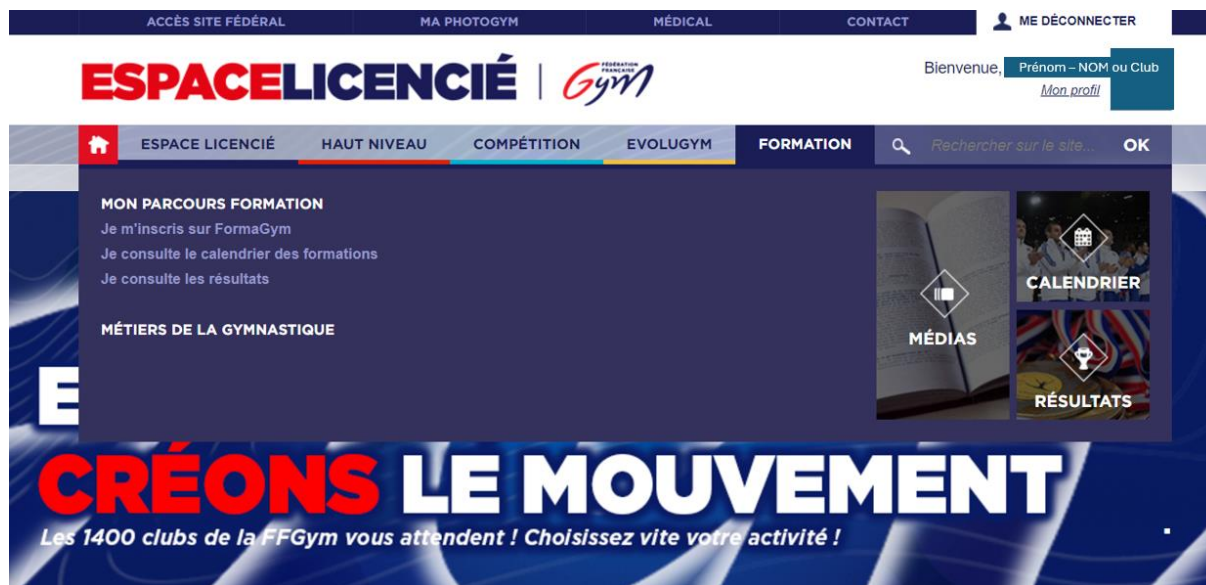 ACCÈS SITE FÉDÉRAL MA PHOTOGYM MÉDICAL CONTACT ME DÉCONNECTER
ESPACELICENCIÉ | FÉDÉRATION FRANÇAISE Gym
Bienvenue, Prénom – NOM ou Club
Mon profil
ESPACE LICENCIÉ HAUT NIVEAU COMPÉTITION EVOLUGYM FORMATION Rechercher sur le site... OK
MON PARCOURS FORMATION
Je m'inscris sur FormaGym
Je consulte le calendrier des formations
Je consulte les résultats
MÉTIERS DE LA GYMNASTIQUE
MÉDIAS
CALENDRIER
RÉSULTATS
E
CRÉONS LE MOUVEMENT
Les 1400 clubs de la FFGym vous attendent ! Choisissez vite votre activité !